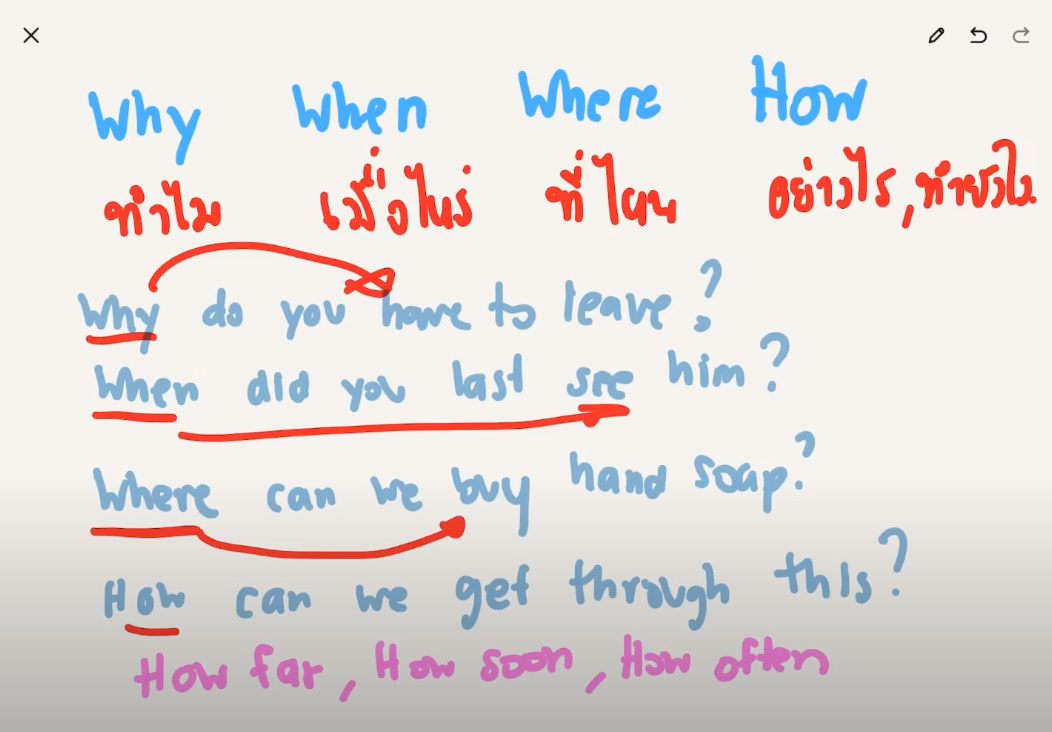 Why When Where How
ทำไม เมื่อไหร่ ที่ไหน อย่างไร, ทำยังไง
Why do you have to leave?
When did you last see him?
Where can we buy hand soap?
How can we get through this?
How far, How soon, How often